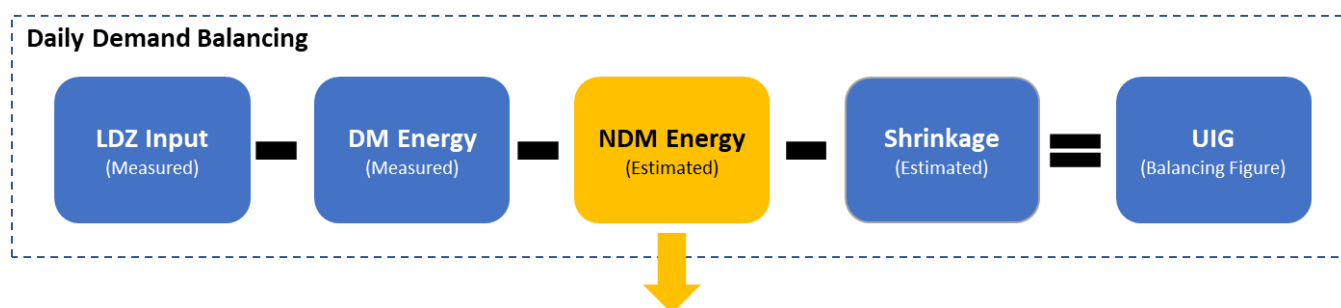 Daily Demand Balancing
LDZ Input
(Measured)
DM Energy
(Measured)
NDM Energy
(Estimated)
Shrinkage
(Estimated)
UIG
(Balancing Figure)